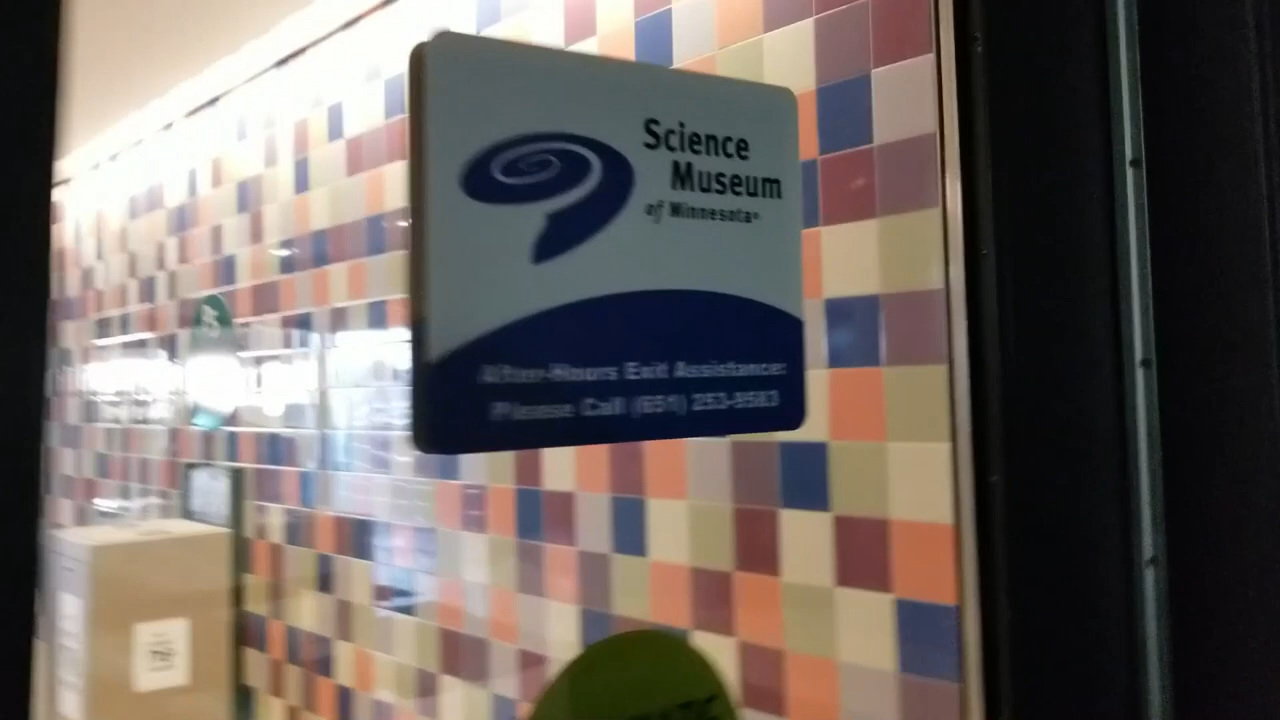 Science
Museum
of Minnesota®
After-Hours Exit Assistance:
Please Call (651) 253-9583